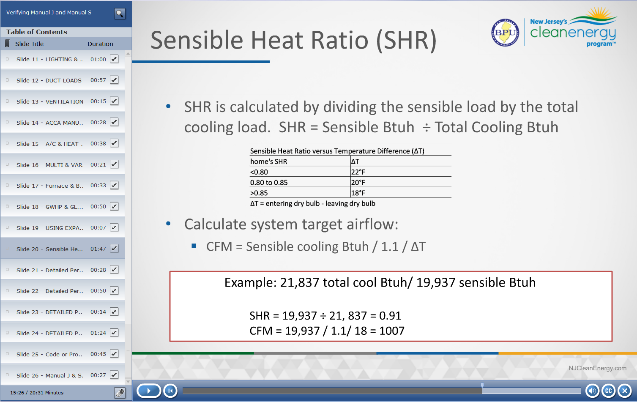 Verifying Manual J and Manual S
Table of Contents
Slide Title Duration
Slide 11 - LIGHTING &... 01:00
Slide 12 - DUCT LOADS 00:57
Slide 13 - VENTILATION 00:15
Slide 14 - ACCA MANU... 00:28
Slide 15 A/C & HEAT... 00:38
Slide 16 MULTI & VAR 00:21
Slide 17 - Furnace & B... 00:33
Slide 18 GWHP & GL... 00:50
Slide 19 USING EXPA... 00:07
Slide 20 - Sensible He... 01:47
Slide 21 - Detailed Per... 00:28
Slide 22 Detailed Per... 00:50
Slide 23 - DETAILED P... 00:14
Slide 24 - DETAILED P... 01:24
Slide 25 - Code or Pro... 00:45
Slide 26 - Manual J & S. 00:27
15:26 / 20:31 Minutes
Sensible Heat Ratio (SHR)
BPU
New Jersey's
cleanenergy
program™
• SHR is calculated by dividing the sensible load by the total
cooling load. SHR = Sensible Btuh ÷ Total Cooling Btuh
Sensible Heat Ratio versus Temperature Difference (ΔT)
home's SHR ΔT
<0.80 22°F
0.80 to 0.85 20°F
>0.85 18°F
ΔT = entering dry bulb - leaving dry bulb
• Calculate system target airflow:
▪ CFM = Sensible cooling Btuh / 1.1 / ΔT
Example: 21,837 total cool Btuh/ 19,937 sensible Btuh
SHR = 19,937 ÷ 21, 837 = 0.91
CFM = 19,937 / 1.1/ 18 = 1007
NJCleanEnergy.com
CC